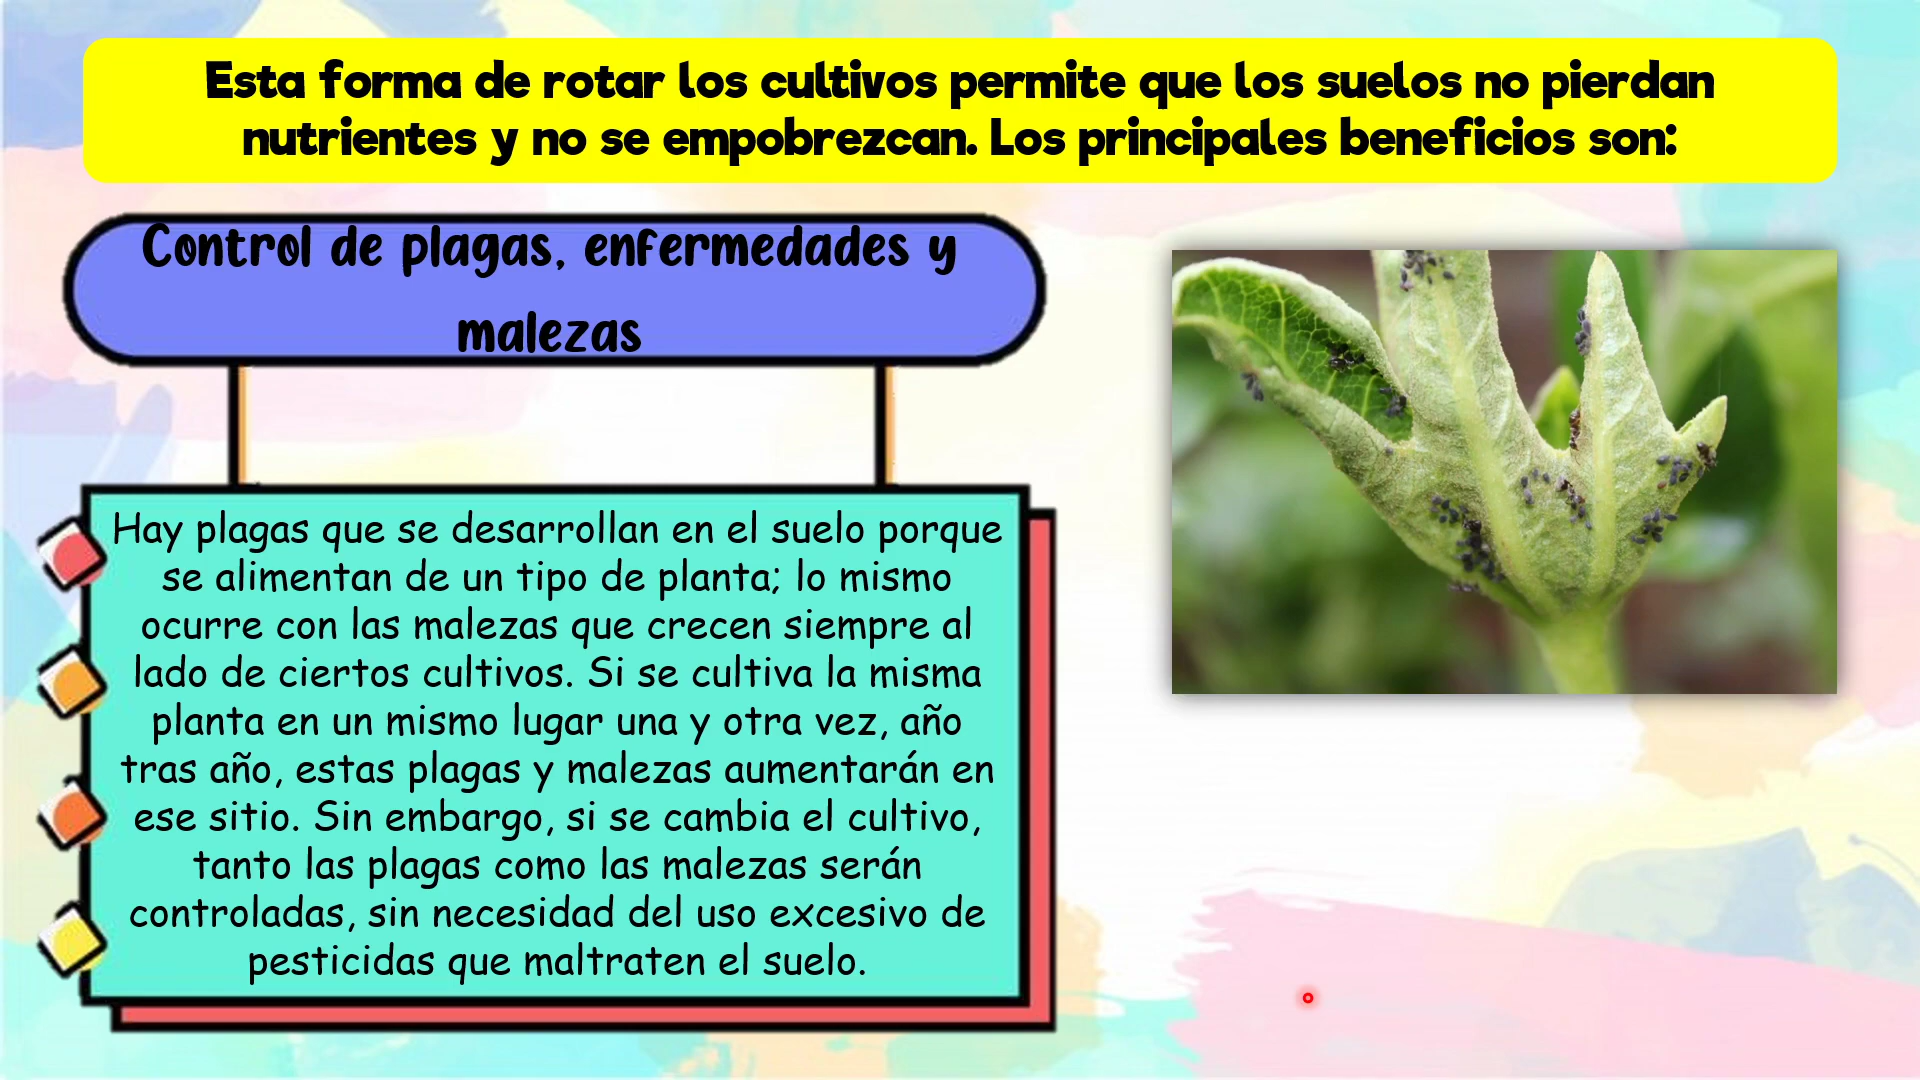 Esta forma de rotar los cultivos permite que los suelos no pierdan
nutrientes y no se empobrezcan. Los principales beneficios son:
Control de plagas, enfermedades y
malezas
Hay plagas que se desarrollan en el suelo porque
se alimentan de un tipo de planta; lo mismo
ocurre con las malezas que crecen siempre al
lado de ciertos cultivos. Si se cultiva la misma
planta en un mismo lugar una y otra vez, año
tras año, estas plagas y malezas aumentarán en
ese sitio. Sin embargo, si se cambia el cultivo,
tanto las plagas como las malezas serán
controladas, sin necesidad del uso excesivo de
pesticidas que maltraten el suelo.